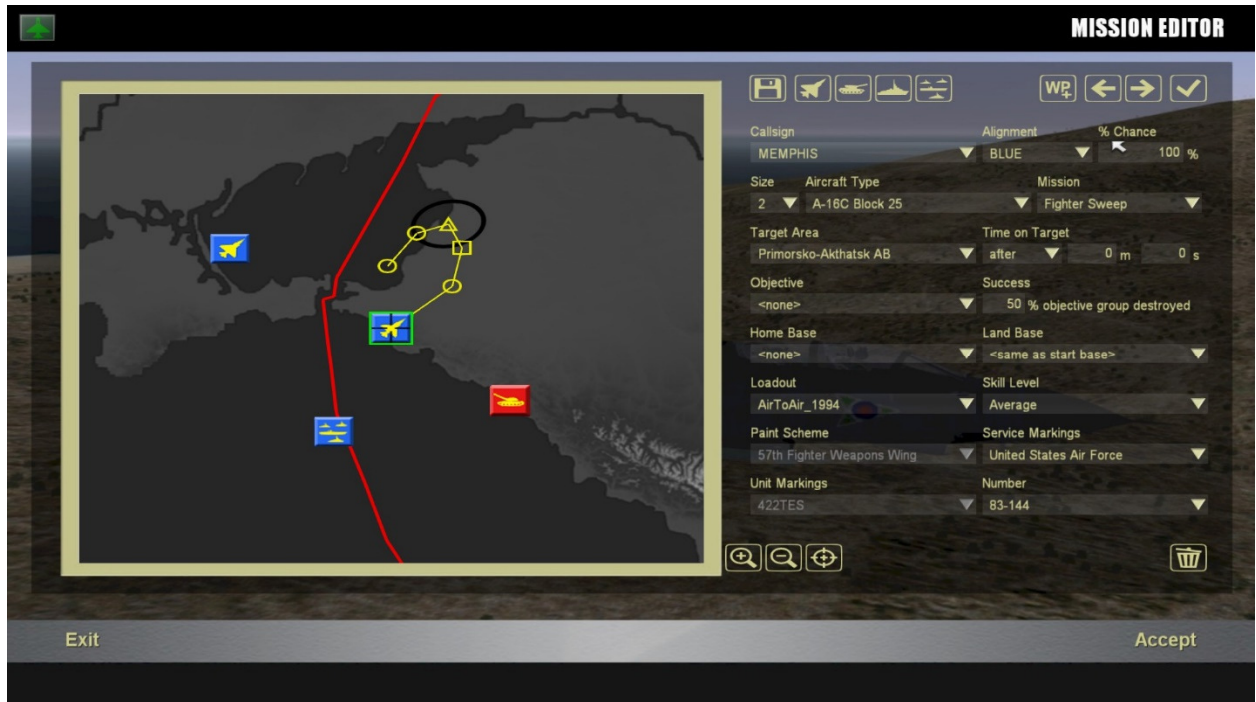 MISSION EDITOR
WP
Callsign Alignment % Chance
MEMPHIS BLUE 100 %
Size Aircraft Type Mission
2 A-16C Block 25 Fighter Sweep
Target Area Time on Target
Primorsko-Akthatsk AB after 0 m 0 s
Objective Success
<none> 50 % objective group destroyed
Home Base Land Base
<none> <same as start base>
Loadout Skill Level
AirToAir_1994 Average
Paint Scheme Service Markings
57th Fighter Weapons Wing United States Air Force
Unit Markings Number
422TES 83-144
Exit Accept